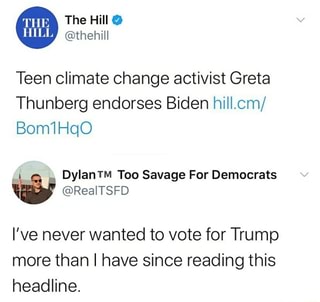 THE
HILL
The Hill
@thehill
Teen climate change activist Greta
Thunberg endorses Biden hill.cm/
Bom1HqO
Dylan™ Too Savage For Democrats
@RealTSFD
I've never wanted to vote for Trump
more than I have since reading this
headline.